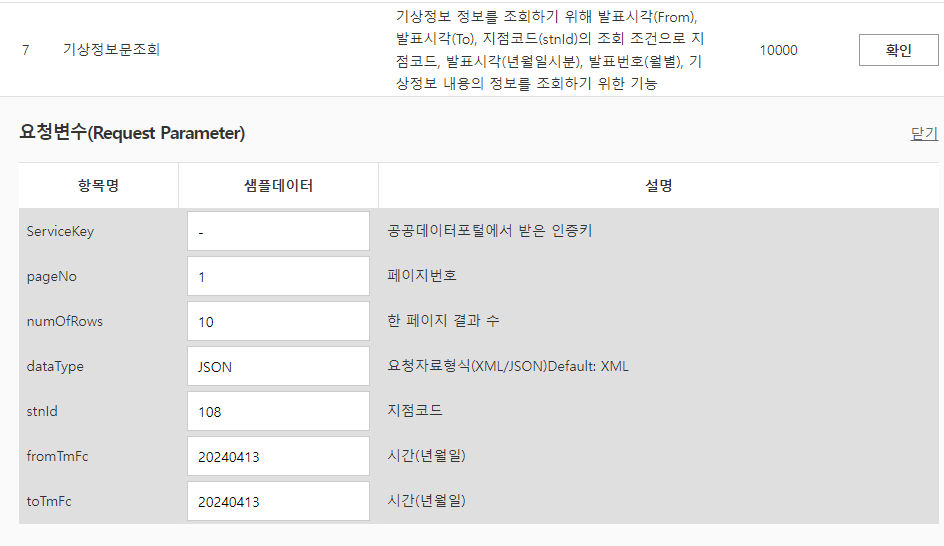 기상정보 정보를 조회하기 위해 발표시각(From),
발표시각(To), 지점코드(stnId)의 조회 조건으로 지
7 기상정보문조회 점코드, 발표시각(년월일시분), 발표번호(월별), 기 10000 확인
상정보 내용의 정보를 조회하기 위한 기능
요청변수(Request Parameter) 닫기
항목명 샘플데이터 설명
ServiceKey - 공공데이터포털에서 받은 인증키
pageNo 1 페이지번호
numOfRows 10 한 페이지 결과 수
dataType JSON 요청자료형식(XML/JSON)Default: XML
stnId 108 지점코드
fromTmFc 20240413 시간(년월일)
toTmFc 20240413 시간(년월일)